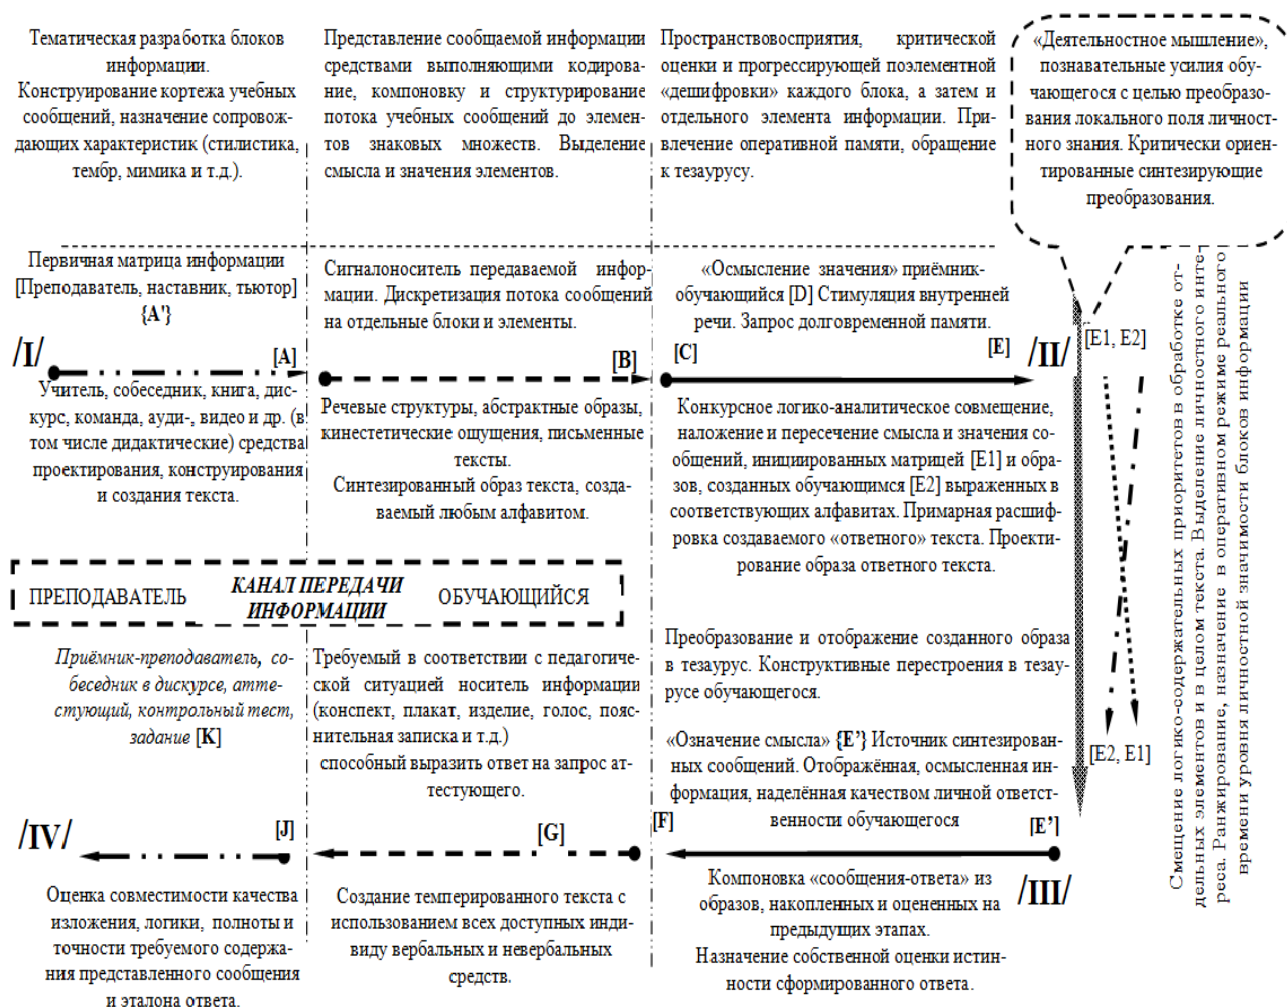 Тематическая разработка блоков
информации.
Конструирование кортежа учебных
сообщений, назначение сопровож-
дающих характеристик (стилистика,
тембр, мимика и т.д.).
Представление сообщаемой информации
средствами выполняющими кодирова-
ние, компоновку и структурирование
потока учебных сообщений до элемен-
тов знаковых множеств. Выделение
смысла и значения элементов.
Пространствовосприятия, критической
оценки и прогрессирующей поэлементной
«дешифровки» каждого блока, а затем и
отдельного элемента информации. При-
влечение оперативной памяти, обращение
к тезаурусу.
«Деятельностное мышление»,
познавательные усилия обу-
чающегося с целью преобразо-
вания локального поля личност-
ного знания. Критически ориен-
тированные синтезирующие
преобразования.
Первичная матрица информации
[Преподаватель, наставник, тьютор]
{A'}
/I/
[A]
Учитель, собеседник, книга, дис-
курс, команда, ауди-, видео и др. (в
том числе дидактические) средства
проектирования, конструирования
и создания текста.
Сигналоноситель передаваемой инфор-
мации. Дискретизация потока сообщений
на отдельные блоки и элементы.
[B]
Речевые структуры, абстрактные образы,
кинестетические ощущения, письменные
тексты.
Синтезированный образ текста, созда-
ваемый любым алфавитом.
«Осмысление значения» приёмник-
обучающийся [D] Стимуляция внутренней
речи. Запрос долговременной памяти.
[C]
[E]
/II/
[E1, E2]
Конкурсное логико-аналитическое совмещение,
наложение и пересечение смысла и значения со-
общений, инициированных матрицей [E1] и обра-
зов, созданных обучающимся [E2] выраженных в
соответствующих алфавитах. Примарная расшиф-
ровка создаваемого «ответного» текста. Проекти-
рование образа ответного текста.
ПРЕПОДАВАТЕЛЬ
КАНАЛ ПЕРЕДАЧИ
ИНФОРМАЦИИ
ОБУЧАЮЩИЙСЯ
Приёмник-преподаватель, со-
беседник в дискурсе, атте-
стующий, контрольный тест,
задание [K]
Требуемый в соответствии с педагогиче-
ской ситуацией носитель информации
(конспект, плакат, изделие, голос, пояс-
нительная записка и т.д.)
способный выразить ответ на запрос ат-
тестующего.
Преобразование и отображение созданного образа
в тезаурус. Конструктивные перестроения в тезау-
русе обучающегося.
«Означение смысла» {E’} Источник синтезирован-
ных сообщений. Отображённая, осмысленная ин-
формация, наделённая качеством личной ответст-
венности обучающегося
[E2, E1]
/IV/
[J]
[G]
[F]
[E’]
/III/
Оценка совместимости качества
изложения, логики, полноты и
точности требуемого содержа-
ния представленного сообщения
и эталона ответа.
Создание темперированного текста с
использованием всех доступных инди-
виду вербальных и невербальных
средств.
Компоновка «сообщения-ответа» из
образов, накопленных и оцененных на
предыдущих этапах.
Назначение собственной оценки истин-
ности сформированного ответа.
Смещение логико-содержательных приоритетов в обработке от-
дельных элементов и в целом текста. Выделение личностного инте-
реса. Ранжирование, назначение в оперативном режиме реального
времени уровня личностной значимости блоков информации